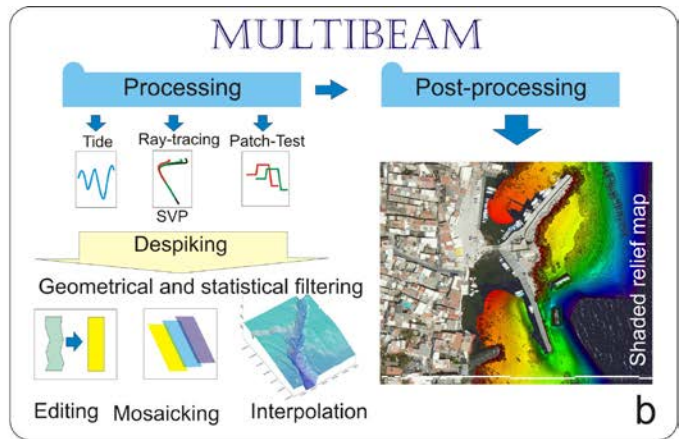 MULTIBEAM
Processing
Post-processing
Tide
Ray-tracing
Patch-Test
SVP
Despiking
Geometrical and statistical filtering
Editing
Mosaicking
Interpolation
Shaded relief map
b